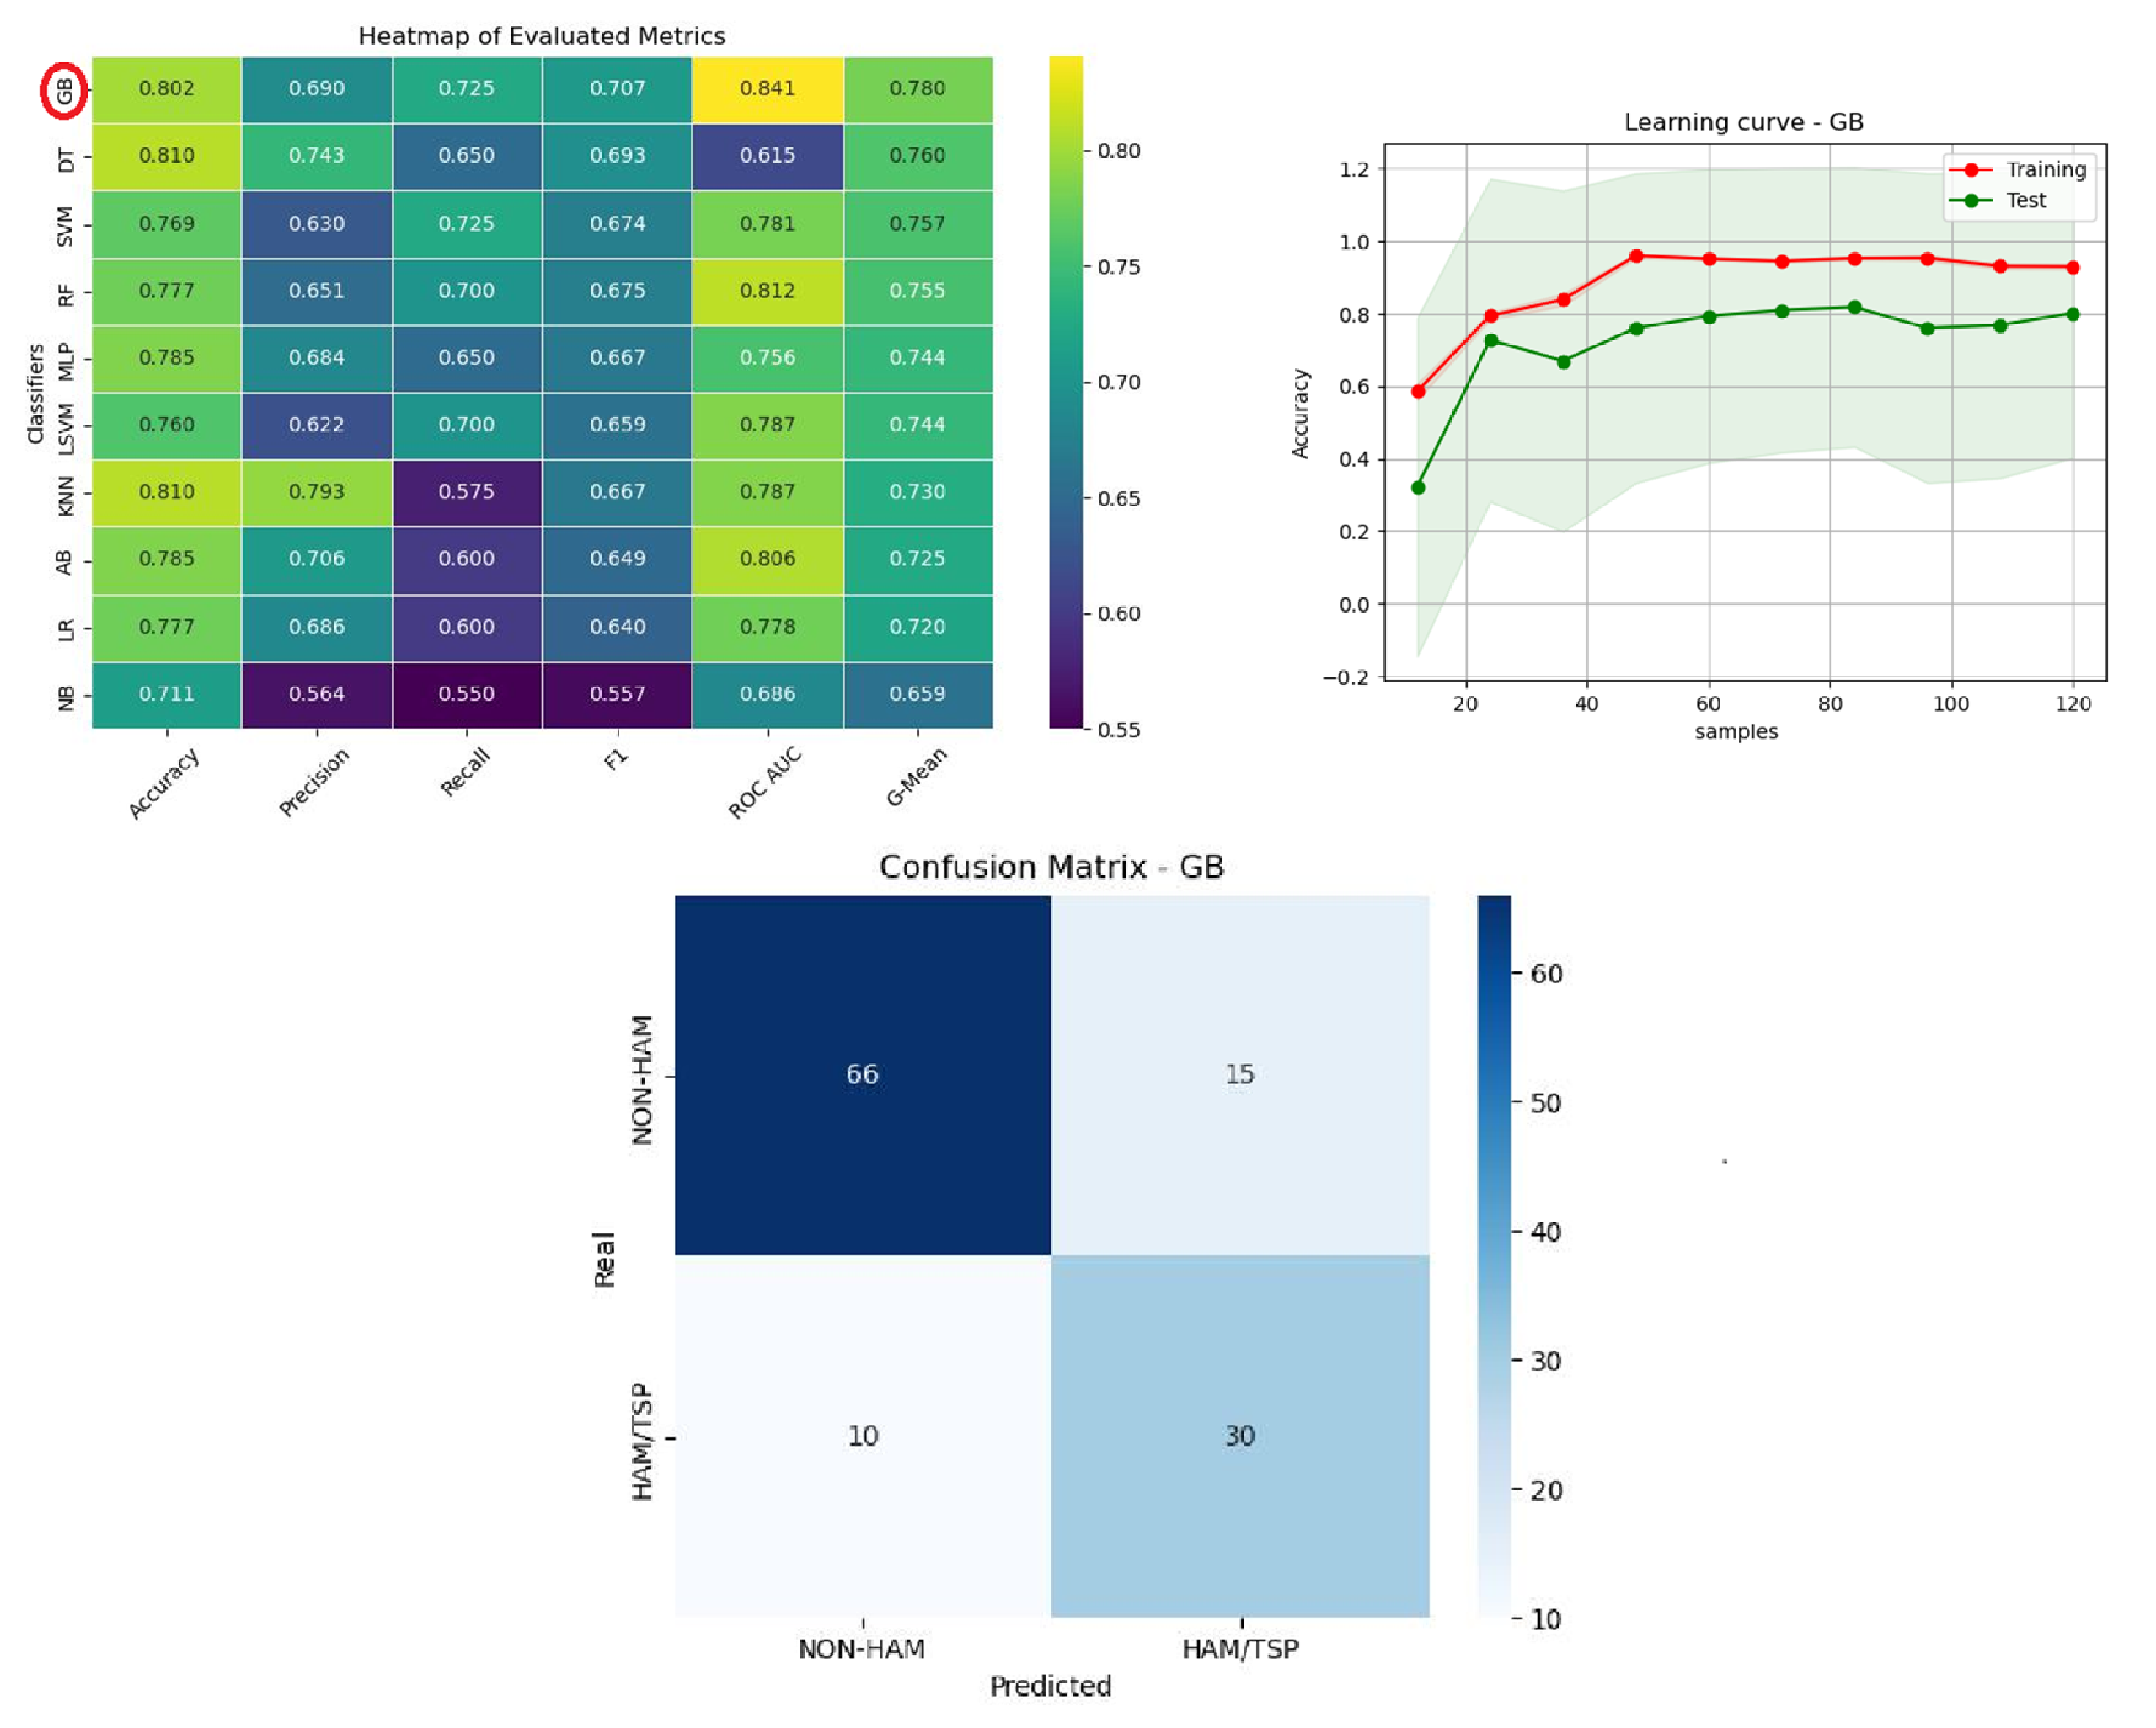 Heatmap of Evaluated Metrics
Classifiers
GB 0.802 0.690 0.725 0.707 0.841 0.780
DT 0.810 0.743 0.650 0.693 0.615 0.760
SVM 0.769 0.630 0.725 0.674 0.781 0.757
RF 0.777 0.651 0.700 0.675 0.812 0.755
MLP 0.785 0.684 0.650 0.667 0.756 0.744
LSVM 0.760 0.622 0.700 0.659 0.787 0.744
KNN 0.810 0.793 0.575 0.667 0.787 0.730
AB 0.785 0.706 0.600 0.649 0.806 0.725
LR 0.777 0.686 0.600 0.640 0.778 0.720
NB 0.711 0.564 0.550 0.557 0.686 0.659
Accuracy Precision Recall F1 ROC AUC G-Mean
0.80
0.75
0.70
0.65
0.60
0.55
Learning curve - GB
Training
Test
Accuracy
1.2
1.0
0.8
0.6
0.4
0.2
0.0
−0.2
20 40 60 80 100 120
samples
Confusion Matrix - GB
Real
NON-HAM 66 15
HAM/TSP 10 30
NON-HAM HAM/TSP
Predicted
60
50
40
30
20
10